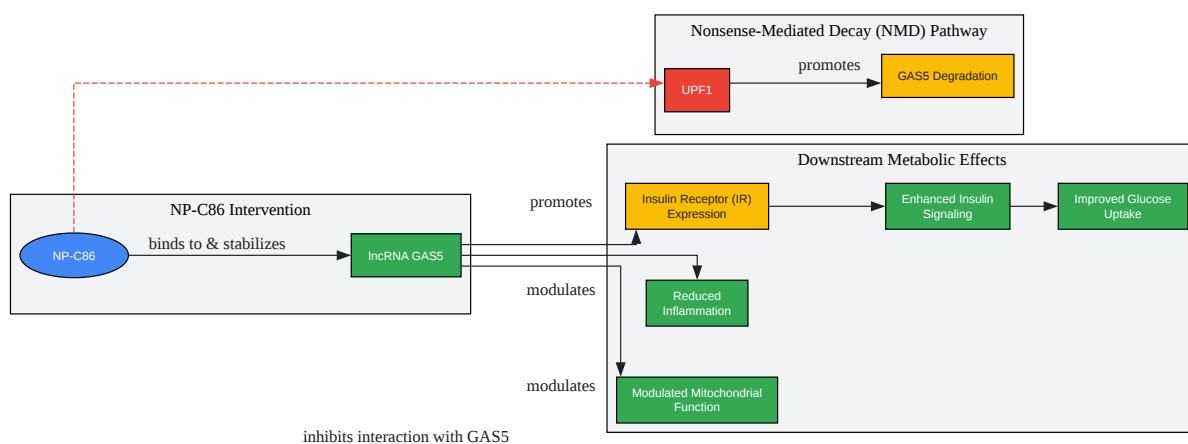 Nonsense-Mediated Decay (NMD) Pathway
promotes
UPF1
GAS5 Degradation
Downstream Metabolic Effects
NP-C86 Intervention
promotes
Insulin Receptor (IR)
Expression
Enhanced Insulin
Signaling
Improved Glucose
Uptake
NP-C86
binds to & stabilizes
lncRNA GAS5
modulates
Reduced
Inflammation
modulates
Modulated Mitochondrial
Function
inhibits interaction with GAS5